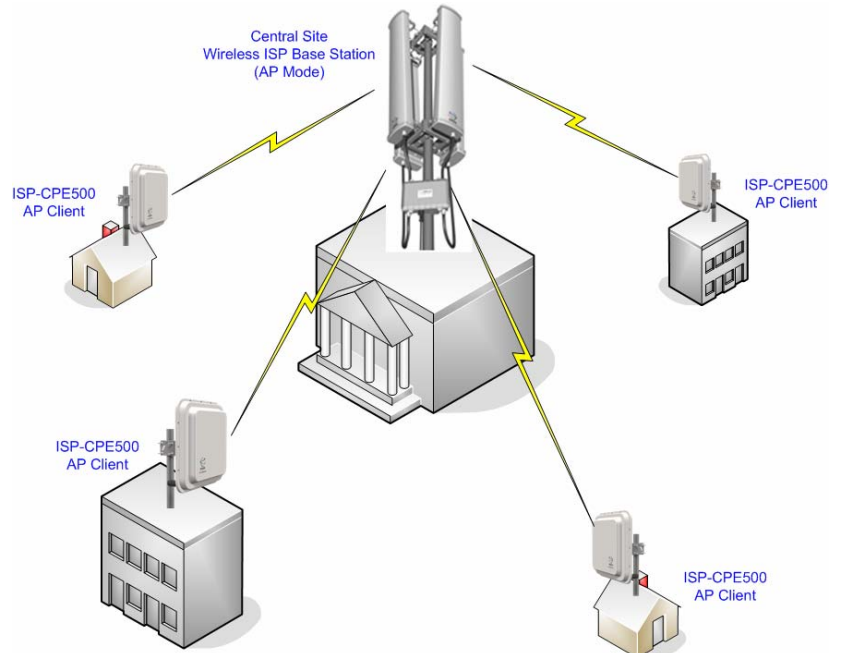 Central Site
Wireless ISP Base Station
(AP Mode)
ISP-CPE500
AP Client
ISP-CPE500
AP Client
ISP-CPE500
AP Client
ISP-CPE500
AP Client